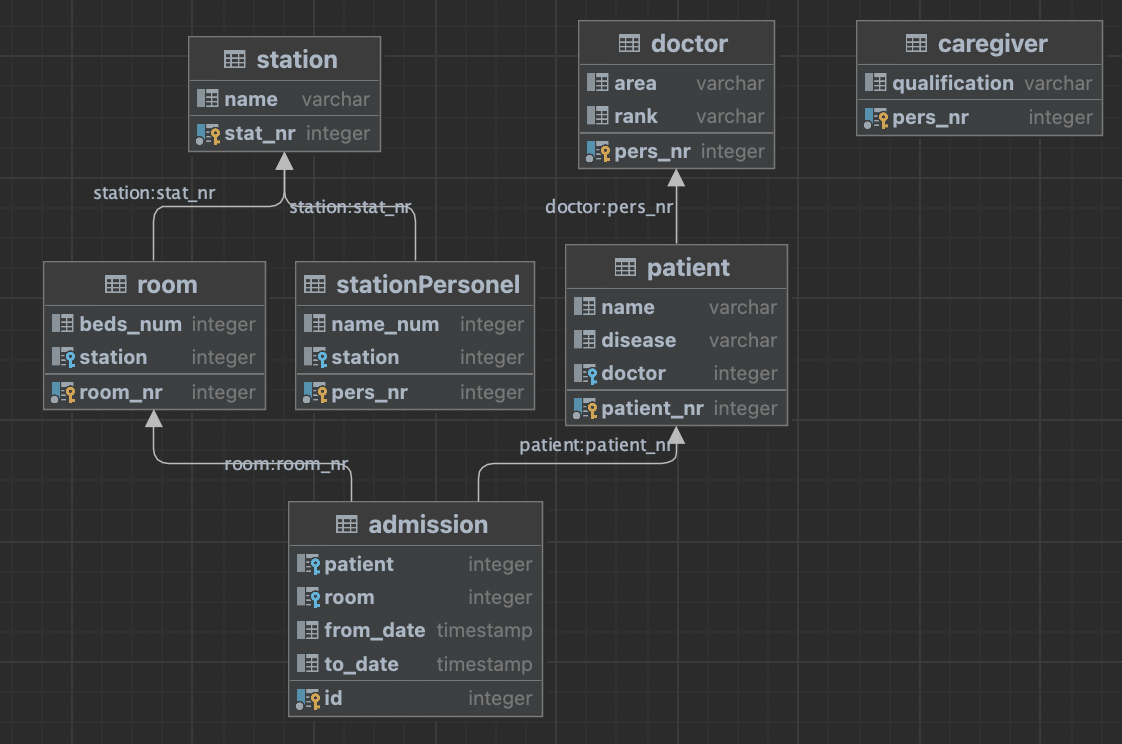 station
name varchar
stat_nr integer
doctor
area varchar
rank varchar
pers_nr integer
caregiver
qualification varchar
pers_nr integer
station:stat_nr
station:stat_nr
doctor:pers_nr
room
beds_num integer
station integer
room_nr integer
stationPersonel
name_num integer
station integer
pers_nr integer
patient
name varchar
disease varchar
doctor integer
patient_nr integer
room:room_nr
patient:patient_nr
admission
patient integer
room integer
from_date timestamp
to_date timestamp
id integer